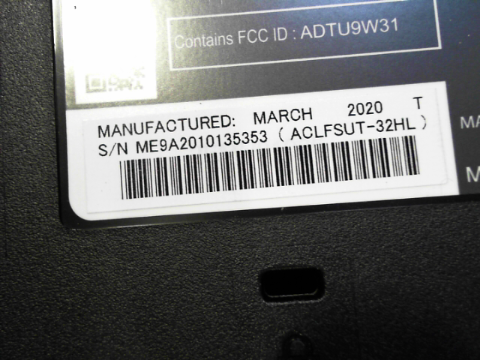 Contains FCC ID : ADTU9W31
MANUFACTURED: MARCH 2020 T
S/N ME9A2010135353 ( ACLFSUT-32HL )